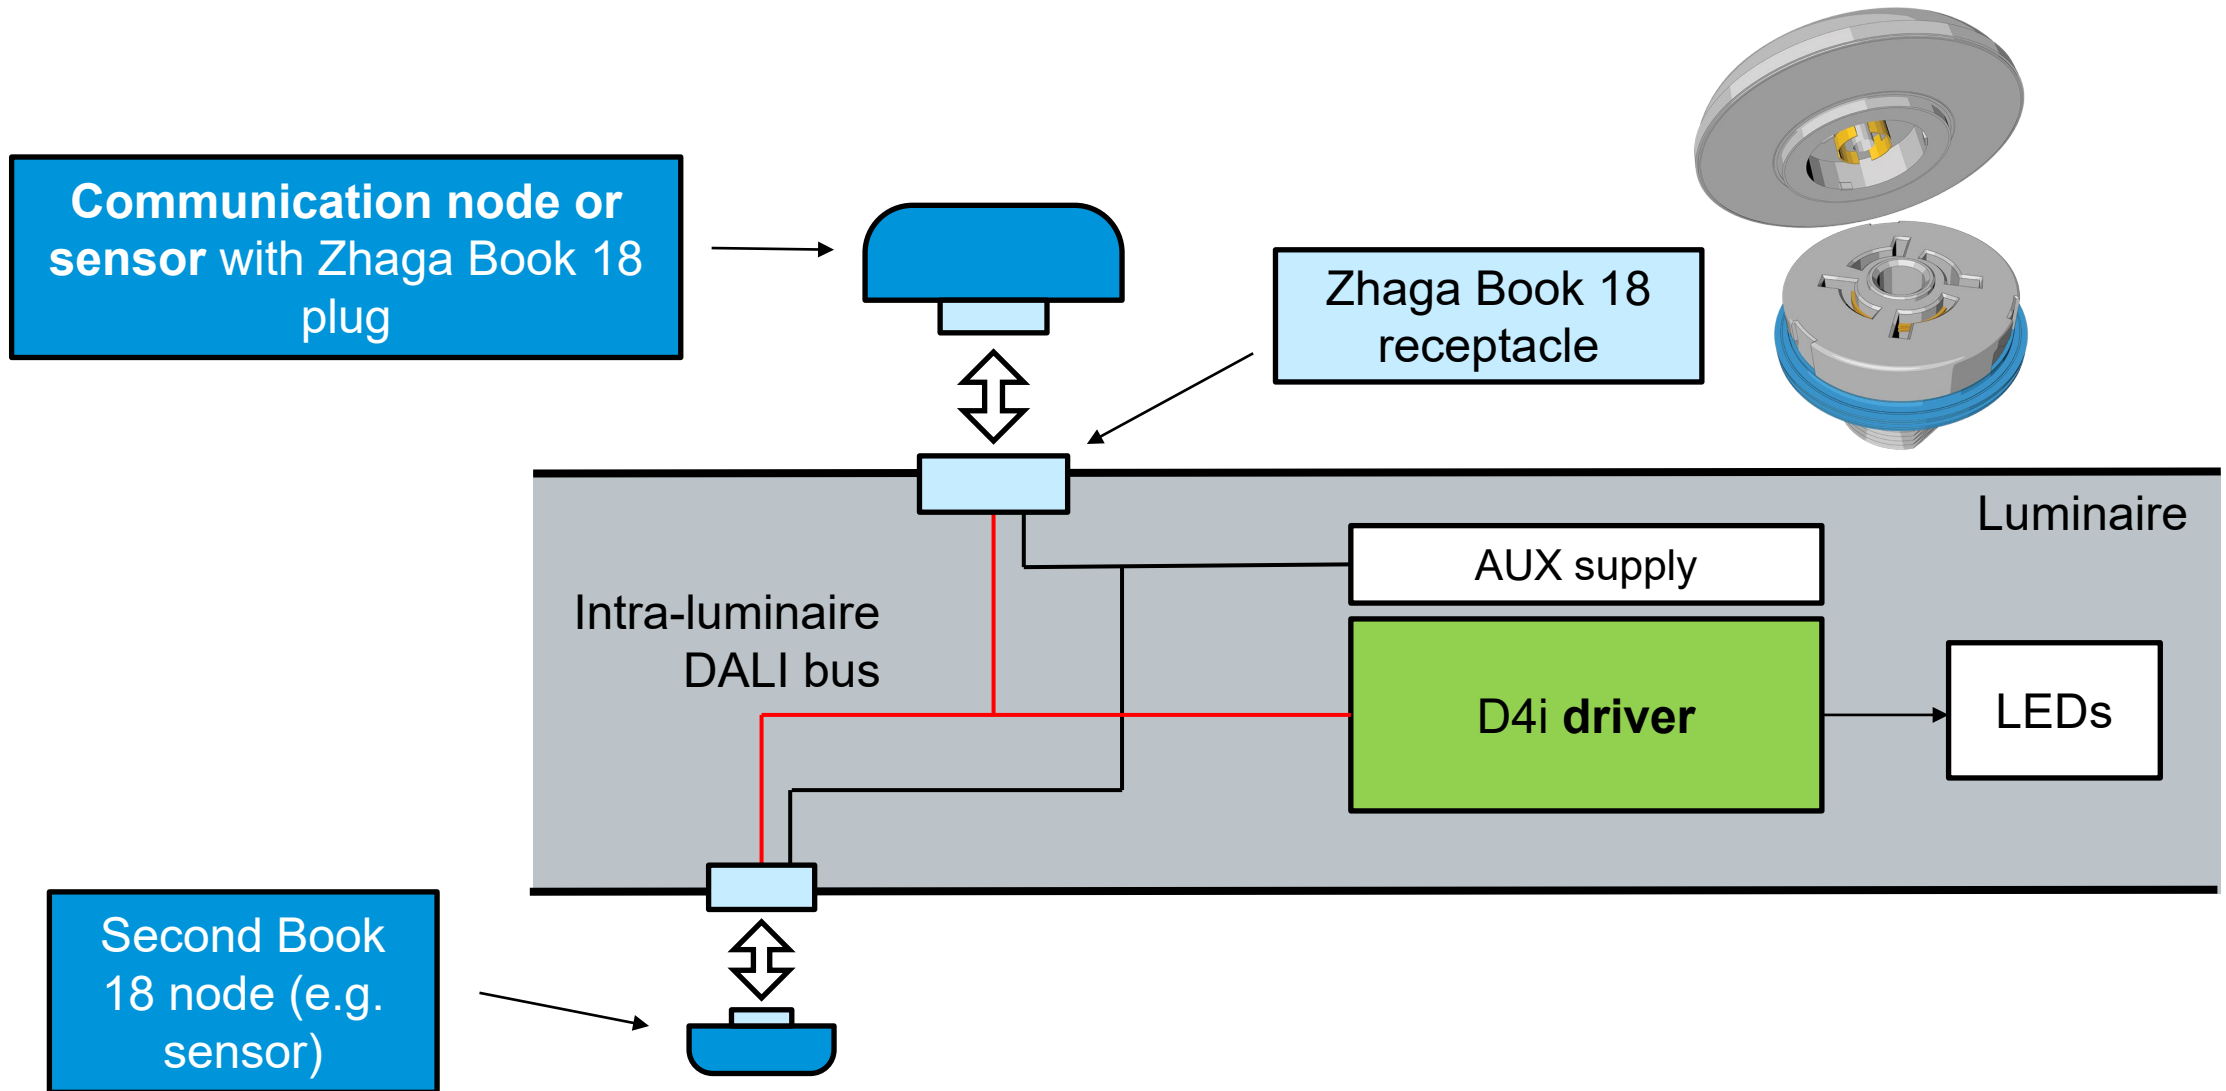 Communication node or
sensor with Zhaga Book 18
plug
Zhaga Book 18
receptacle
Luminaire
AUX supply
Intra-luminaire
DALI bus
D4i driver
LEDs
Second Book
18 node (e.g.
sensor)